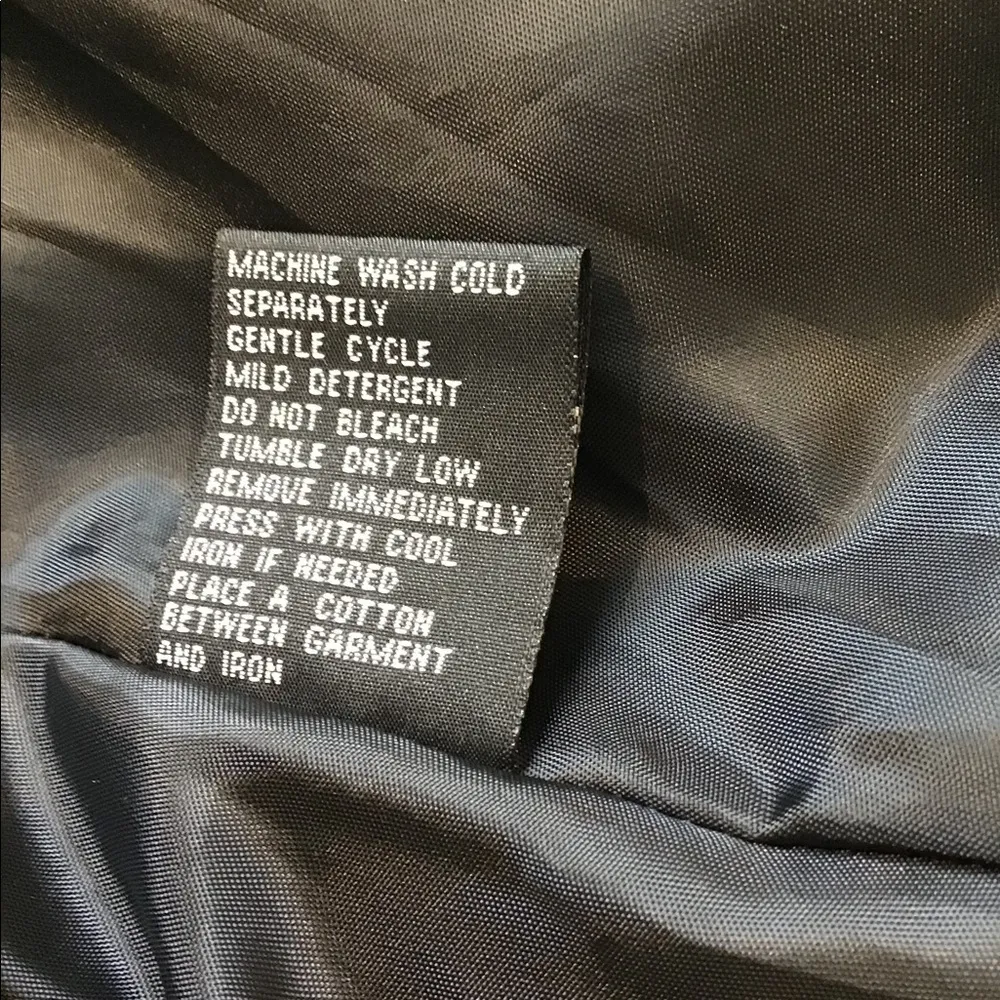 MACHINE WASH COLD
SEPARATELY
GENTLE CYCLE
MILD DETERGENT
DO NOT BLEACH
TUMBLE DRY LOW
REMOVE IMMEDIATELY
PRESS WITH COOL
IRON IF NEEDED
PLACE A COTTON
BETWEEN GARMENT
AND IRON